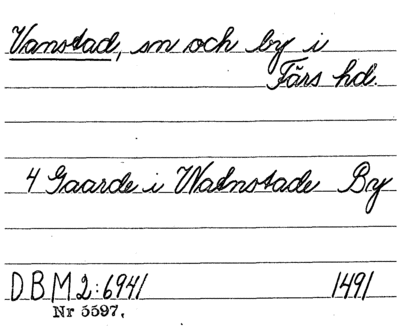 Vanstad, sn och by i
Färs hd.
4 Gaarde i Wadnstade By
DBM 2:6941 1491
Nr 5597.